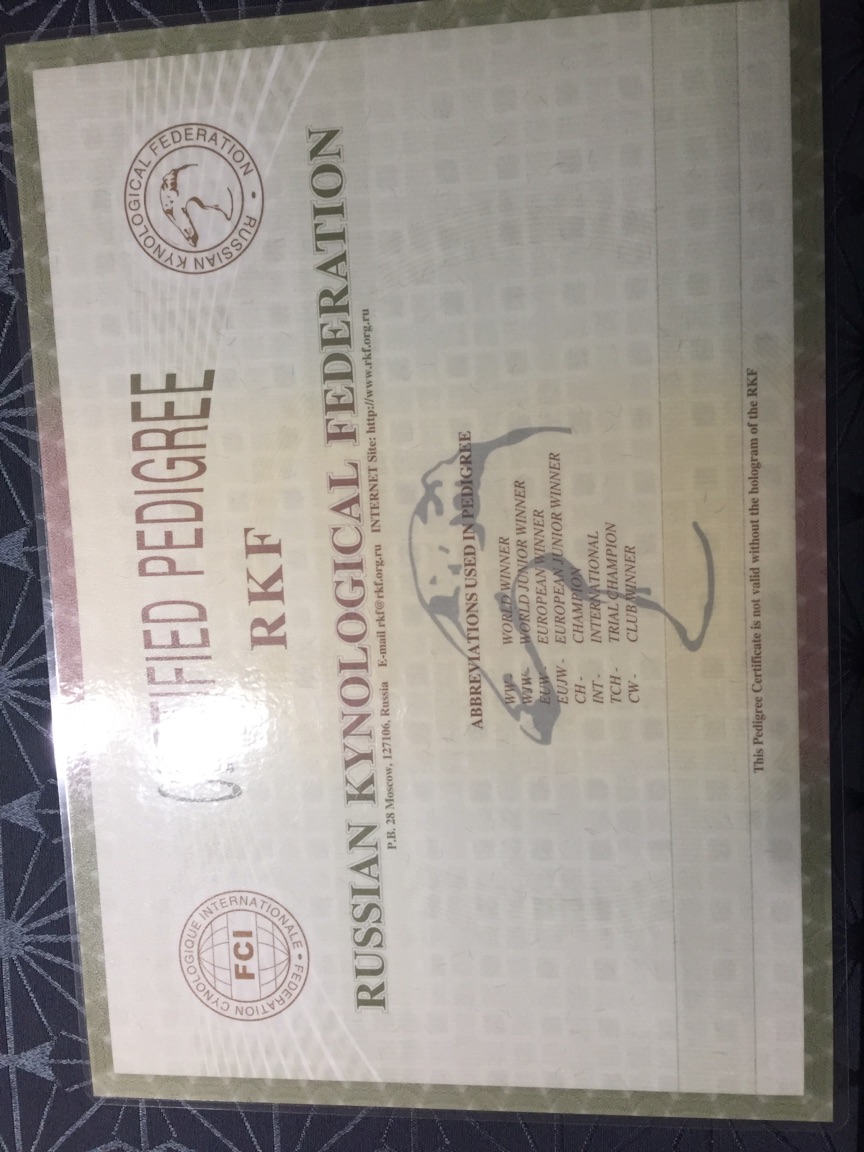 FEDERATION CYNOLOGIQUE INTERNATIONALE •
FCI
PEDIGREE
RUSSIAN KYNOLOGICAL FEDERATION •
RKF
RUSSIAN KYNOLOGICAL FEDERATION
P.B. 28 Moscow, 127106, Russia E-mail rkf@rkf.org.ru INTERNET Site: http://www.rkf.org.ru
ABBREVIATIONS USED IN PEDIGREE
WW - WORLD WINNER
WJW - WORLD JUNIOR WINNER
EUW - EUROPEAN WINNER
EUJW - EUROPEAN JUNIOR WINNER
CH - CHAMPION
INT - INTERNATIONAL
TCH - TRIAL CHAMPION
CW - CLUB WINNER
This Pedigree Certificate is not valid without the hologram of the RKF